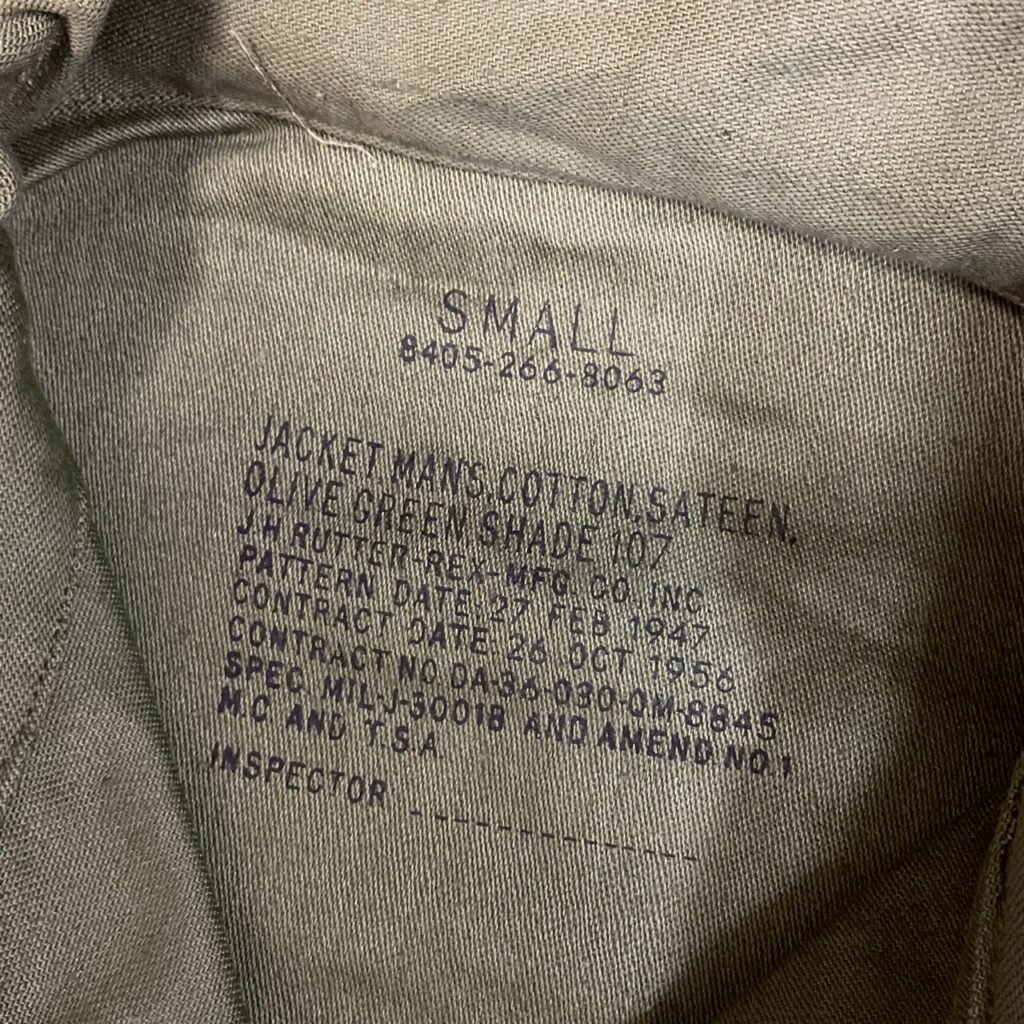 SMALL
8405-266-8063
JACKET, MAN'S, COTTON, SATEEN,
OLIVE GREEN SHADE 107
J.H. RUTTER-REX-MFG. CO., INC.
PATTERN DATE. 27 FEB 1947
CONTRACT DATE. 26 OCT 1956
CONTRACT NO. DA-36-030-QM-8845
SPEC. MIL-J-3001B AND AMEND. NO. 1
M.C. AND T.S.A.
INSPECTOR --------------